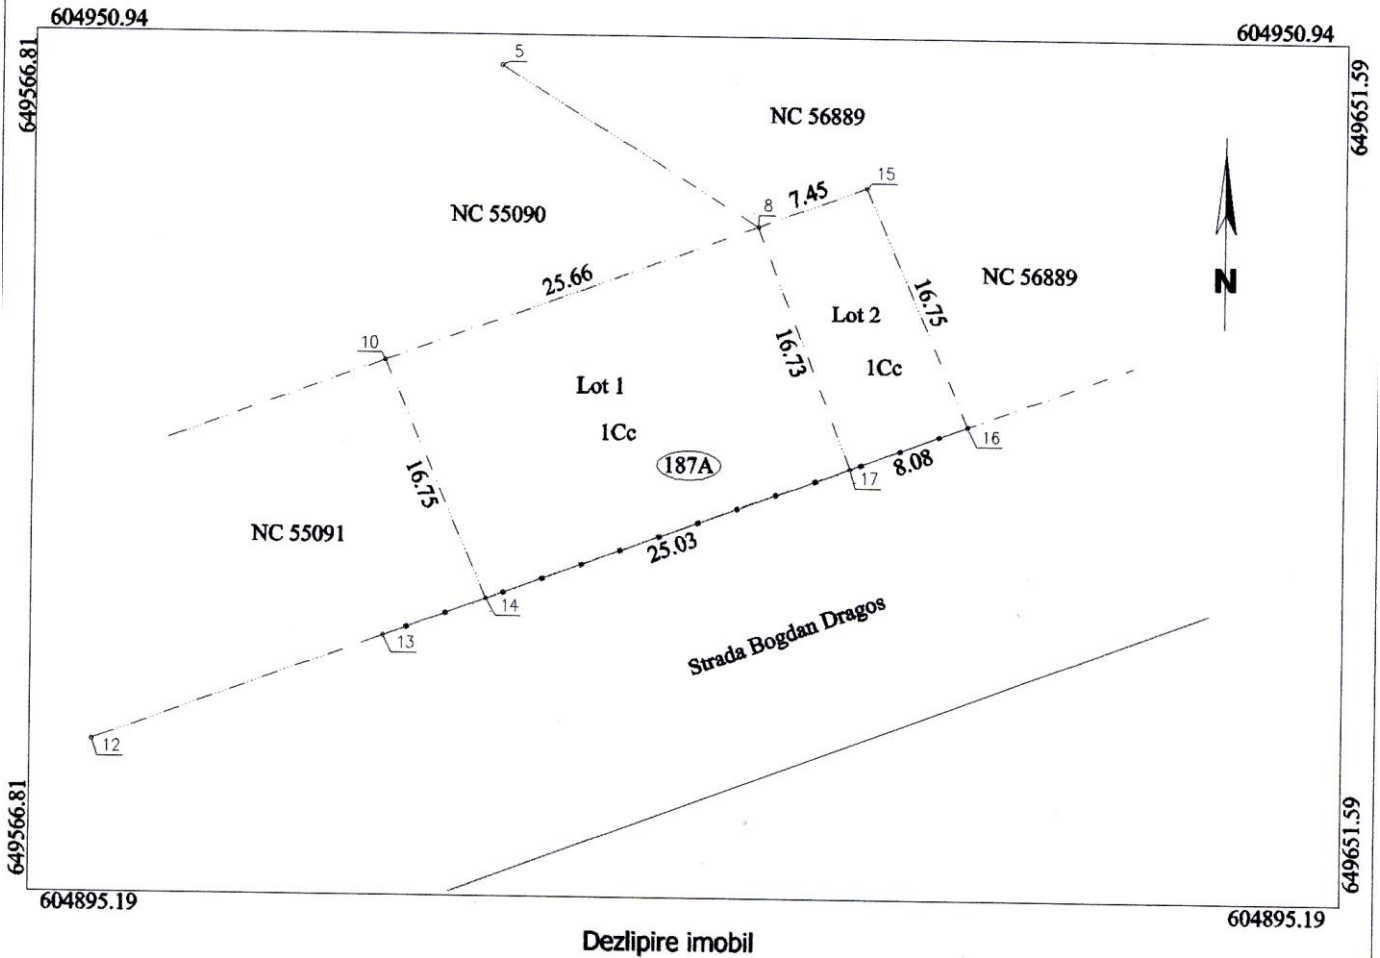 604950.94
604950.94
649566.81
649651.59
5
NC 56889
15
7.45
8
NC 55090
25.66
NC 56889
N
16.75
Lot 2
10
16.73
1Cc
Lot 1
1Cc
16
187A
8.08
17
16.75
NC 55091
25.03
14
13
Strada Bogdan Dragos
12
649566.81
649651.59
604895.19
604895.19
Dezlipire imobil